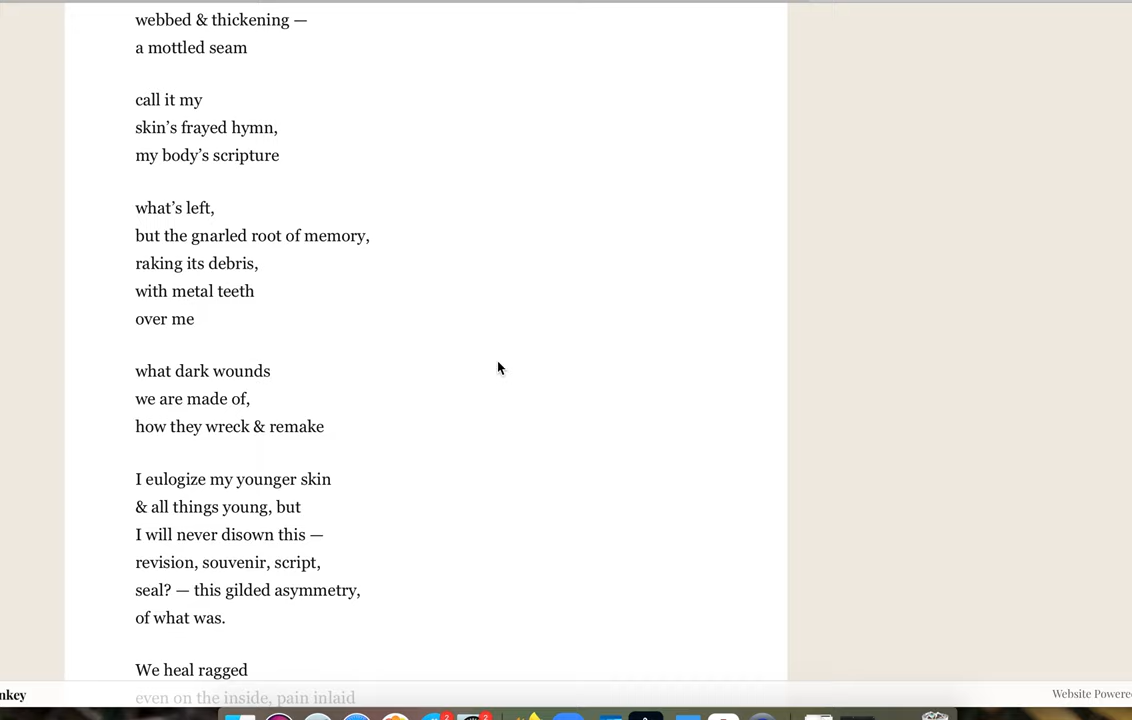 webbed & thickening —
a mottled seam

call it my
skin’s frayed hymn,
my body’s scripture

what’s left,
but the gnarled root of memory,
raking its debris,
with metal teeth
over me

what dark wounds
we are made of,
how they wreck & remake

I eulogize my younger skin
& all things young, but
I will never disown this —
revision, souvenir, script,
seal? — this gilded asymmetry,
of what was.

We heal ragged
even on the inside, pain inlaid
nkey
Website Powere
2
2